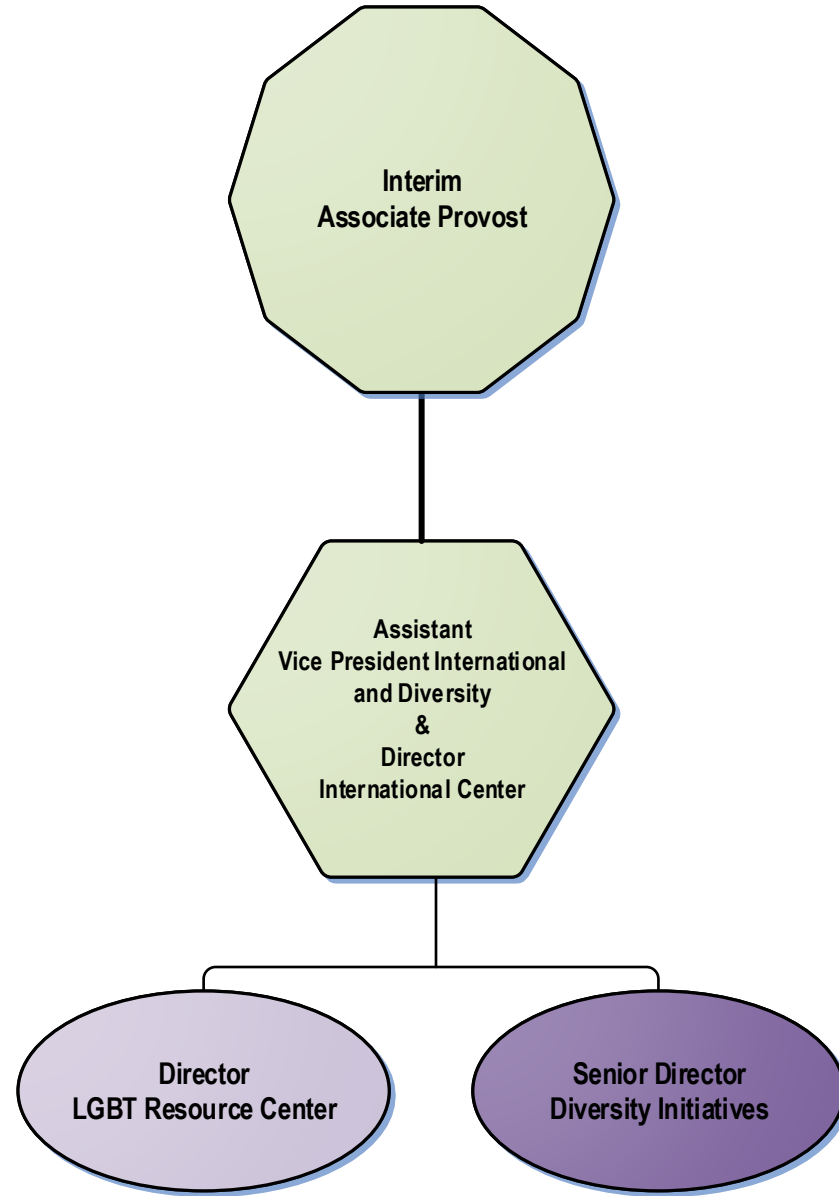 Interim
Associate Provost
Assistant
Vice President International
and Diversity
&
Director
International Center
Director
LGBT Resource Center
Senior Director
Diversity Initiatives